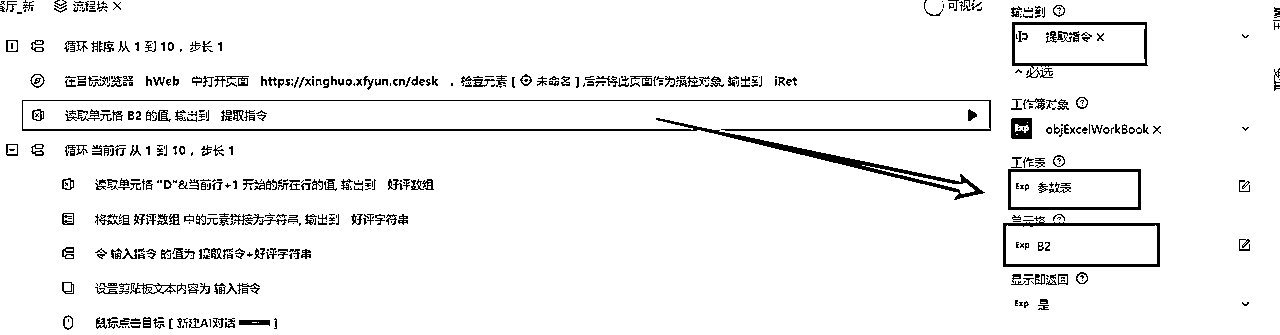 餐厅_新 流程块 ×
可视化
循环 排序 从 1 到 10 ，步长 1
在目标浏览器 hWeb 中打开页面 https://xinghuo.xfyun.cn/desk ，检查元素 [ 未命名 ] 后并将此页面作为操控对象, 输出到 iRet
读取单元格 B2 的值, 输出到 提取指令
循环 当前行 从 1 到 10 ，步长 1
读取单元格 "D"&当前行+1 开始的所在行的值, 输出到 好评数组
将数组 好评数组 中的元素拼接为字符串, 输出到 好评字符串
令 输入指令 的值为 提取指令+好评字符串
设置剪贴板文本内容为 输入指令
鼠标点击目标 [ 新建AI对话 ]
输出到
提取指令 ×
必选
工作簿对象
Exp objExcelWorkBook ×
工作表
Exp 参数表
单元格
Exp B2
显示即返回
Exp 是